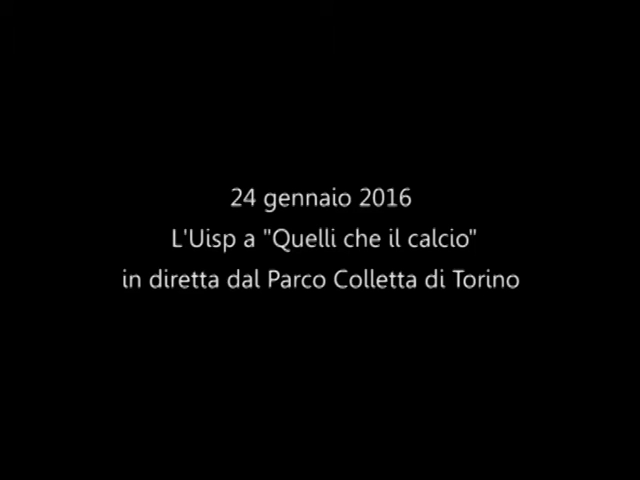 24 gennaio 2016
L'Uisp a "Quelli che il calcio"
in diretta dal Parco Colletta di Torino